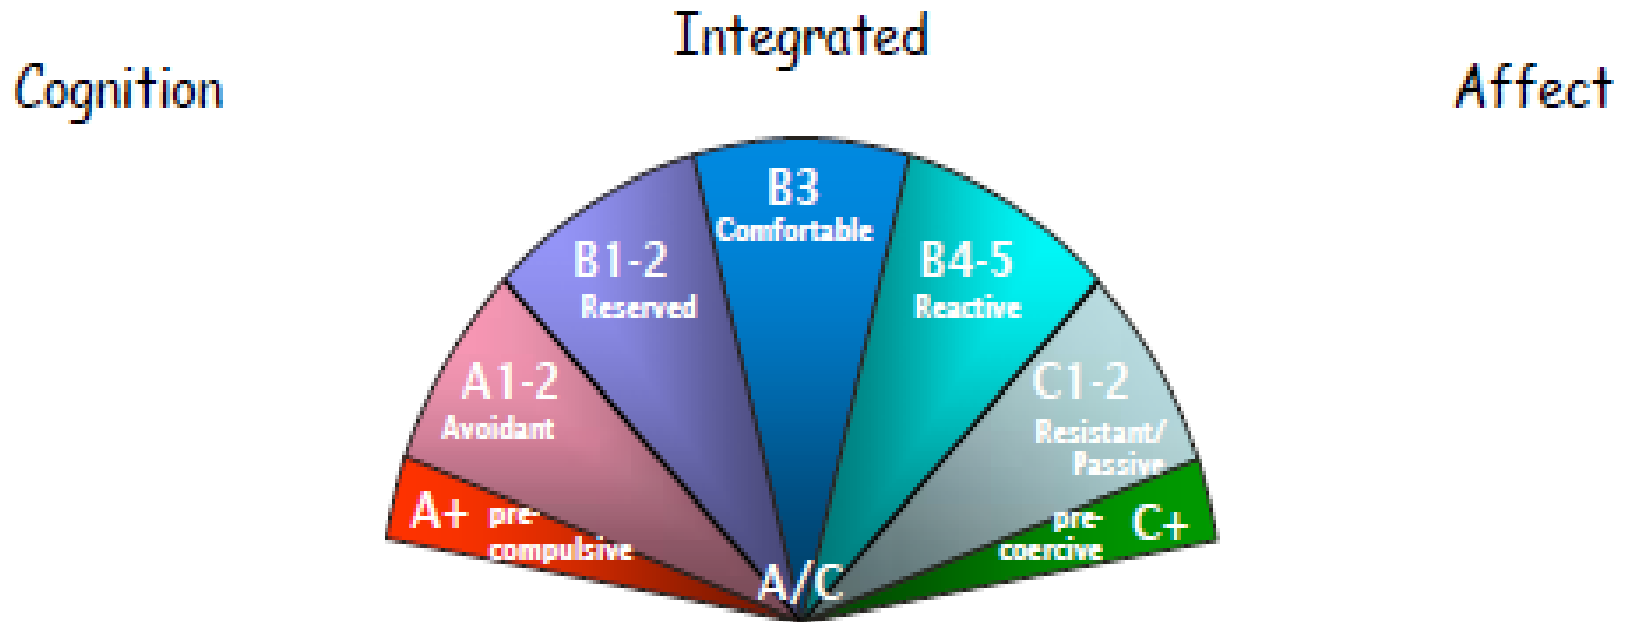 Integrated
Cognition
Affect
B3
Comfortable
B1-2
Reserved
B4-5
Reactive
A1-2
Avoidant
C1-2
Resistant/
Passive
A+ pre-
compulsive
pre- C+
coercive
A/C